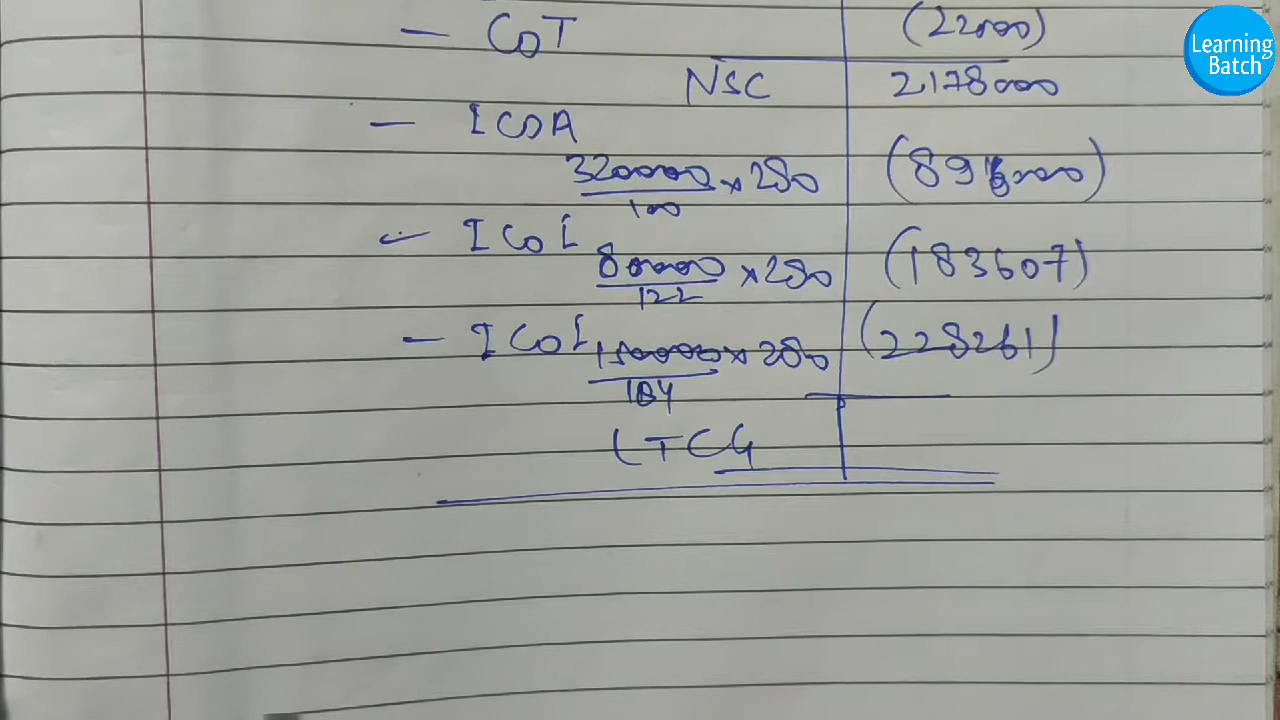 Learning
Batch
- COT (22000)
NSC 2178000
- ICOA
320000/100 × 280 (896000)
- ICOI
80000/122 × 280 (183607)
- ICOI 150000/184 × 280 (228261)
LTCG